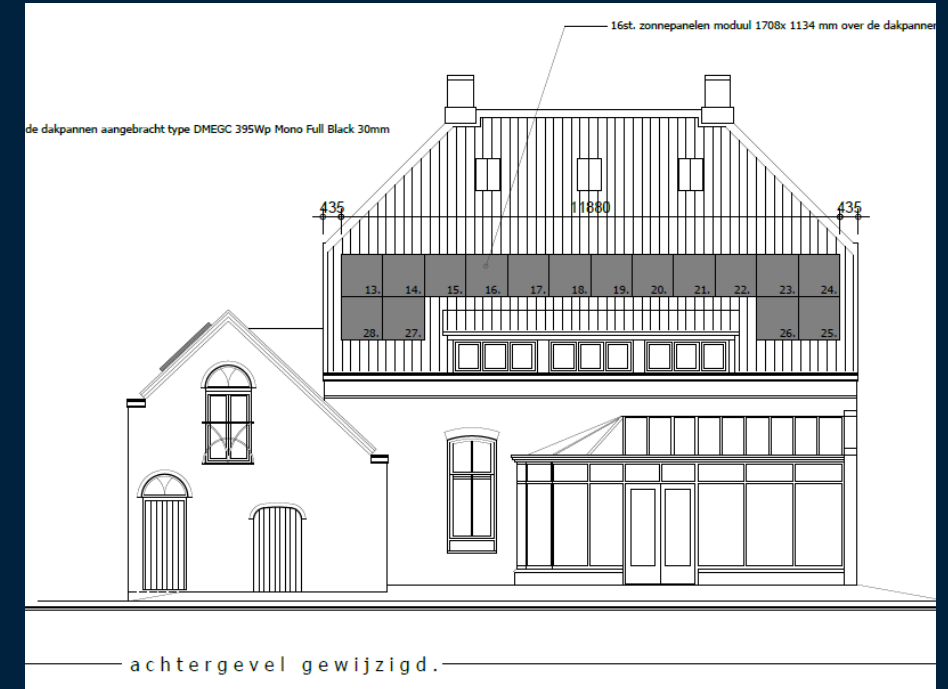 16st. zonnepanelen moduul 1708x 1134 mm over de dakpannen
de dakpannen aangebracht type DMEGC 395Wp Mono Full Black 30mm
435 11880 435
13. 14. 15. 16. 17. 18. 19. 20. 21. 22. 23. 24.
28. 27. 26. 25.
achtergevel gewijzigd.